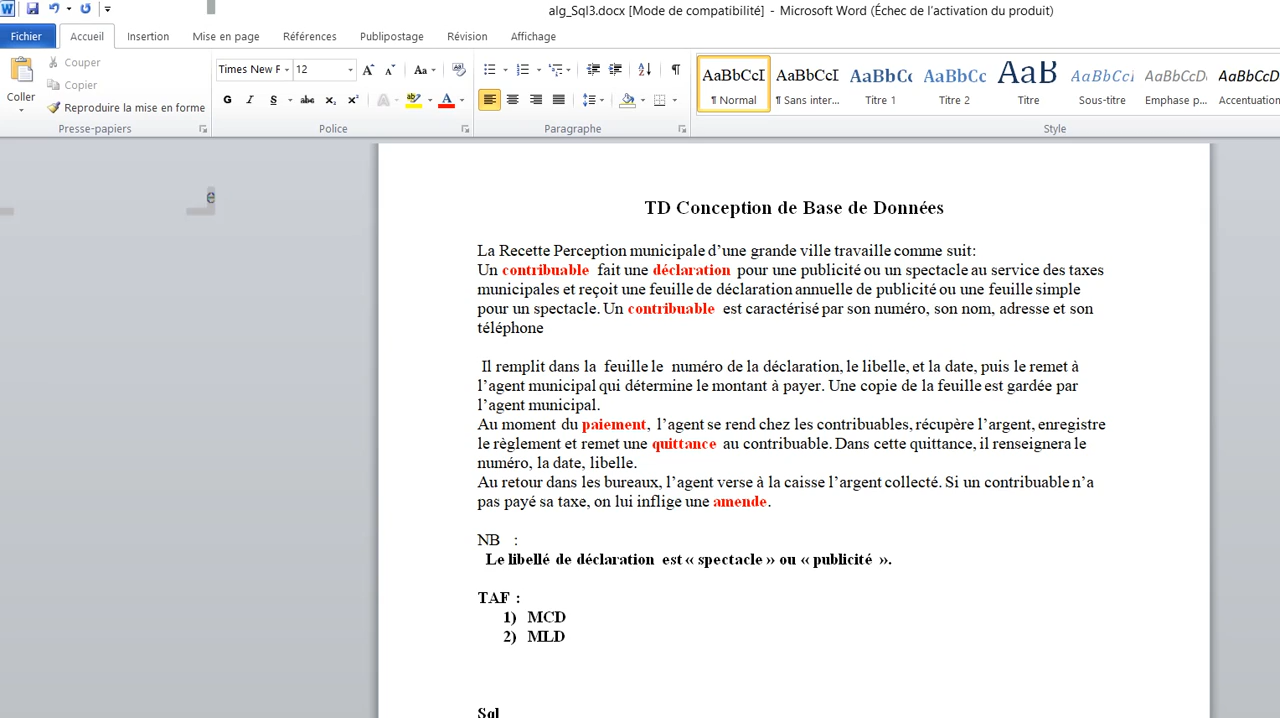 alg_Sql3.docx [Mode de compatibilité] - Microsoft Word (Échec de l'activation du produit)
Fichier Accueil Insertion Mise en page Références Publipostage Révision Affichage
Coller
Couper
Copier
Reproduire la mise en forme
Presse-papiers
Times New F 12
G I S abc x₂ x²
Aa
A A
Police
Paragraphe
AaBbCcI AaBbCcI AaBbCc AaBbCc AaB AaBbCcI AaBbCcD AaBbCcD
¶ Normal ¶ Sans inter... Titre 1 Titre 2 Titre Sous-titre Emphase p... Accentuation
Style
e
TD Conception de Base de Données
La Recette Perception municipale d’une grande ville travaille comme suit:
Un contribuable fait une déclaration pour une publicité ou un spectacle au service des taxes
municipales et reçoit une feuille de déclaration annuelle de publicité ou une feuille simple
pour un spectacle. Un contribuable est caractérisé par son numéro, son nom, adresse et son
téléphone
Il remplit dans la feuille le numéro de la déclaration, le libelle, et la date, puis le remet à
l’agent municipal qui détermine le montant à payer. Une copie de la feuille est gardée par
l’agent municipal.
Au moment du paiement, l’agent se rend chez les contribuables, récupère l’argent, enregistre
le règlement et remet une quittance au contribuable. Dans cette quittance, il renseignera le
numéro, la date, libelle.
Au retour dans les bureaux, l’agent verse à la caisse l’argent collecté. Si un contribuable n’a
pas payé sa taxe, on lui inflige une amende.
NB :
Le libellé de déclaration est « spectacle » ou « publicité ».
TAF :
1) MCD
2) MLD
Sql